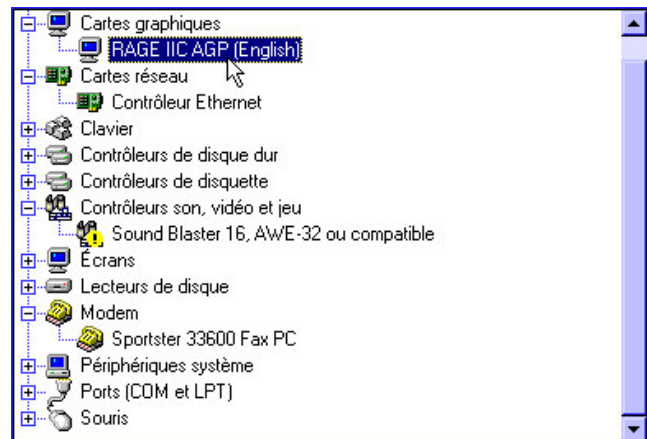 Cartes graphiques
RAGE IIC AGP (English)
Cartes réseau
Contrôleur Ethernet
Clavier
Contrôleurs de disque dur
Contrôleurs de disquette
Contrôleurs son, vidéo et jeu
Sound Blaster 16, AWE-32 ou compatible
Écrans
Lecteurs de disque
Modem
Sportster 33600 Fax PC
Périphériques système
Ports (COM et LPT)
Souris